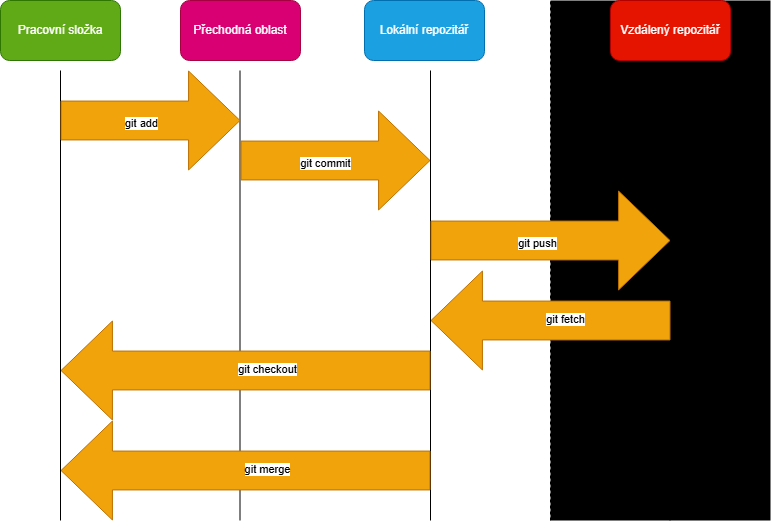 Pracovní složka
Přechodná oblast
Lokální repozitář
Vzdálený repozitář
git add
git commit
git push
git fetch
git checkout
git merge